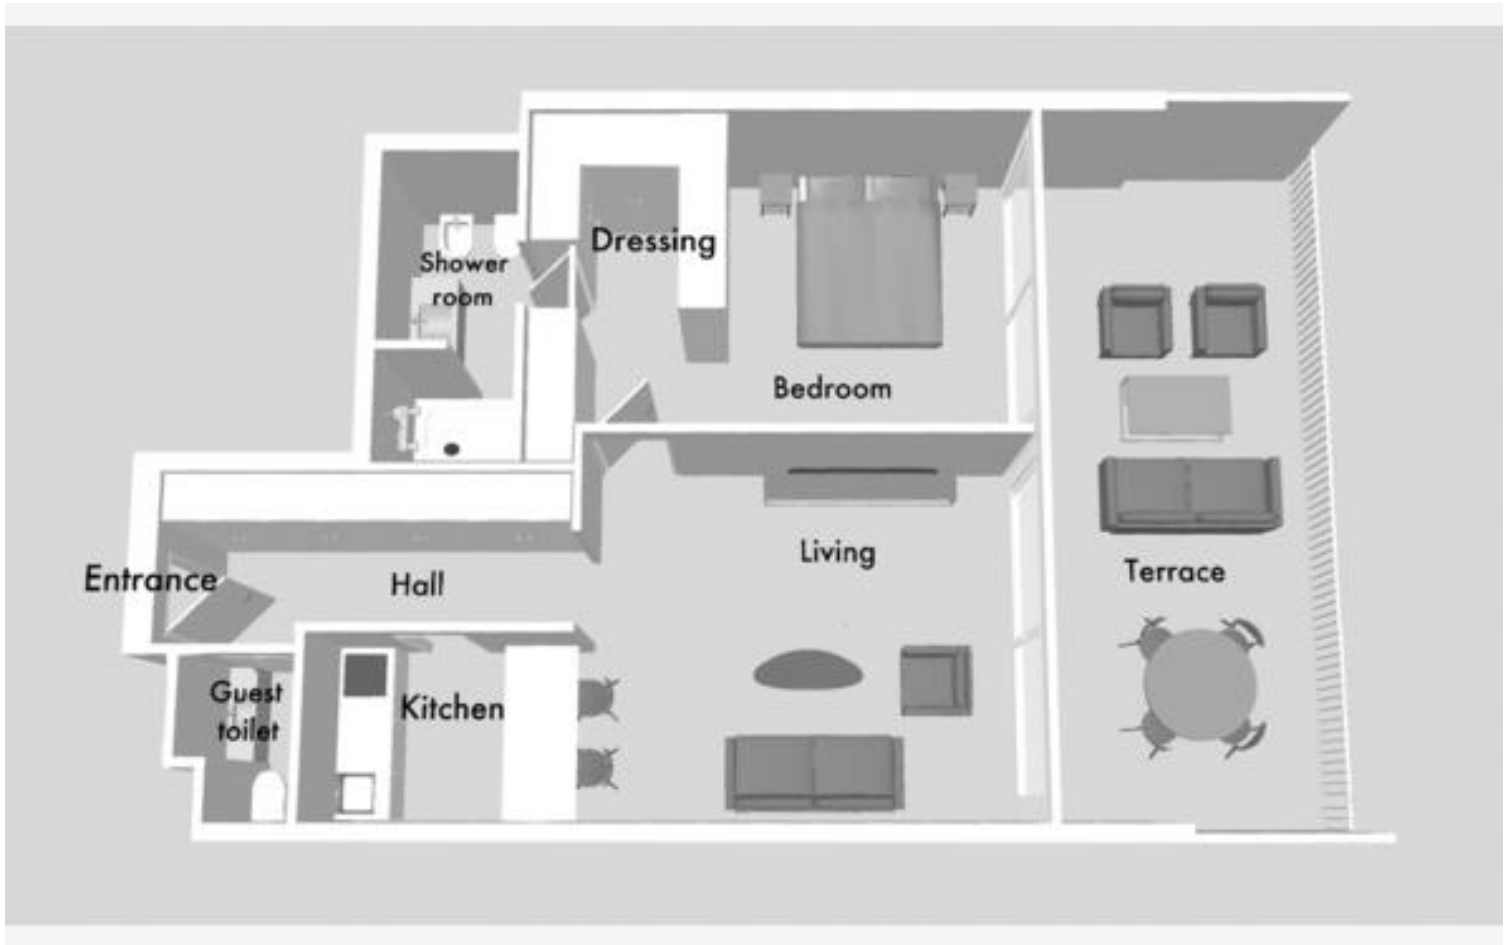 Dressing
Shower
room
Bedroom
Entrance
Hall
Living
Terrace
Guest
toilet
Kitchen